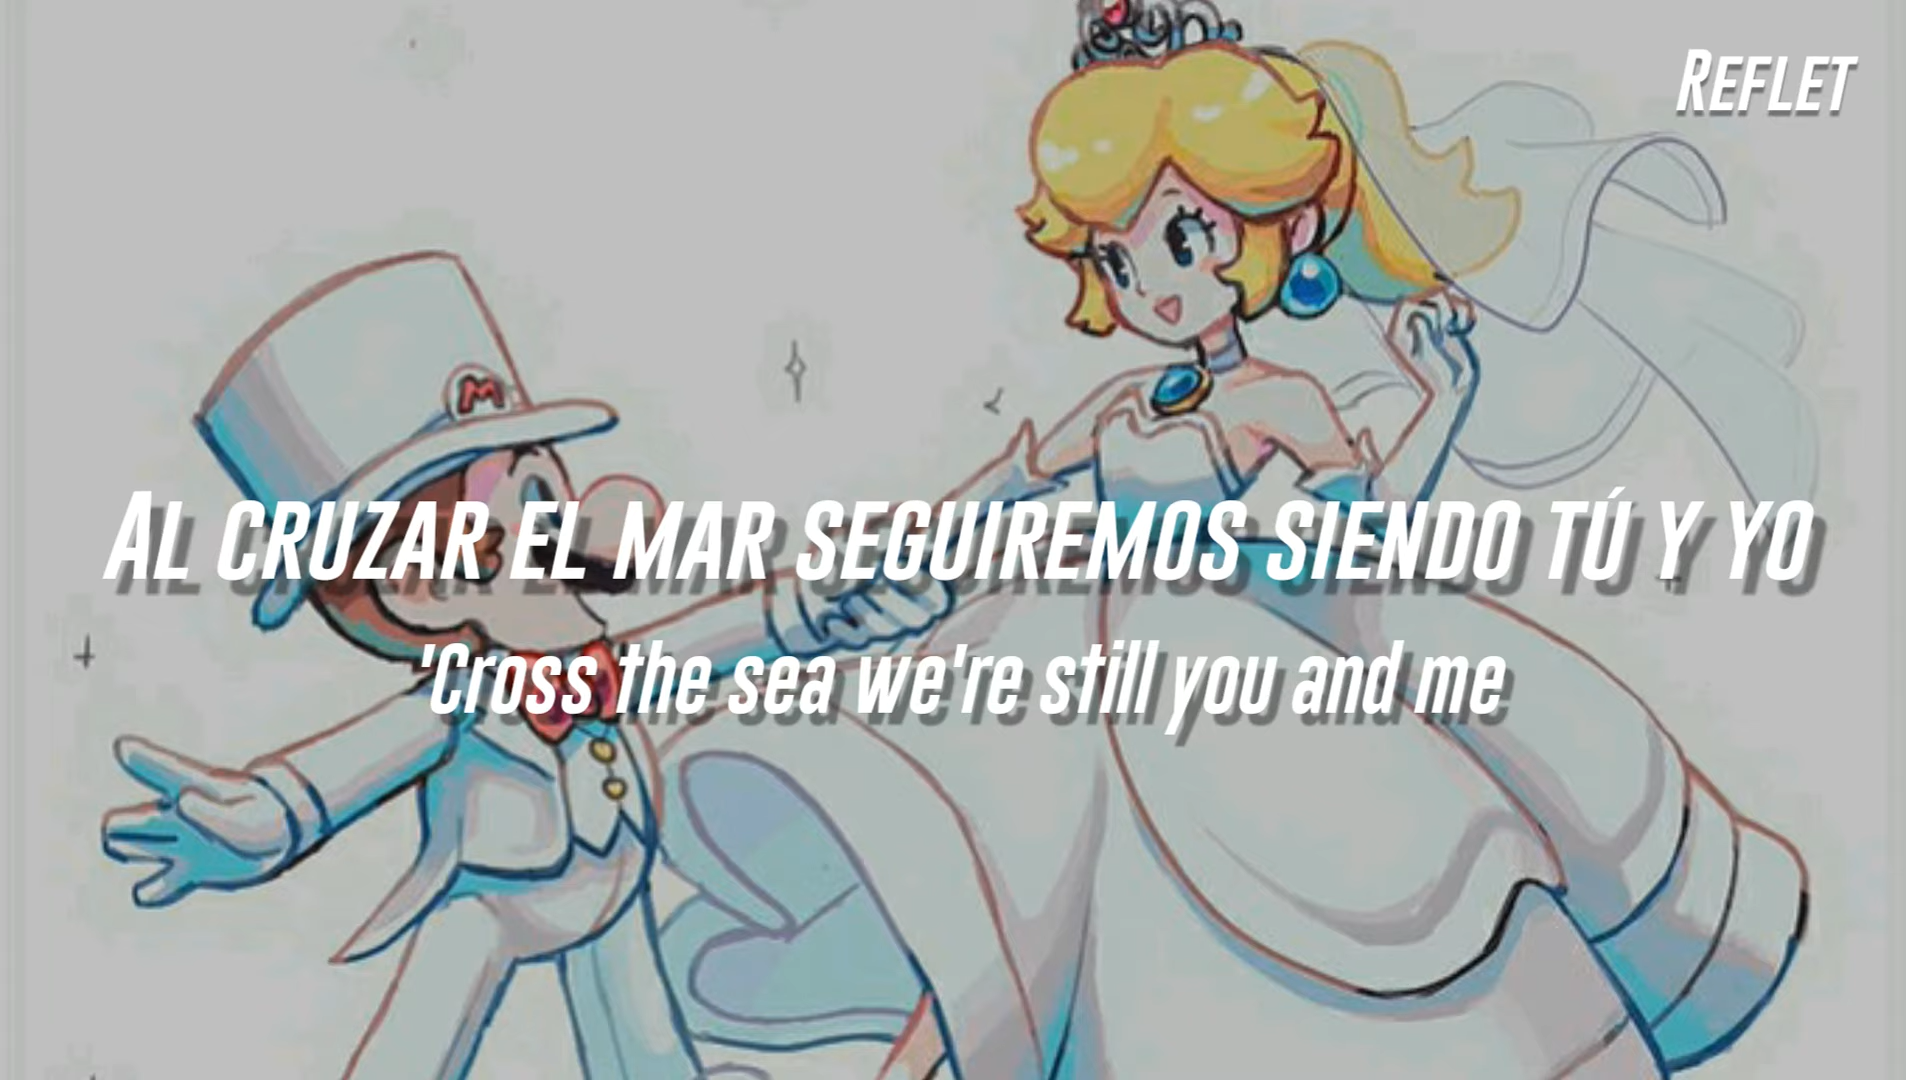 REFLET
M
AL CRUZAR EL MAR SEGUIREMOS SIENDO TÚ Y YO
'Cross the sea we're still you and me